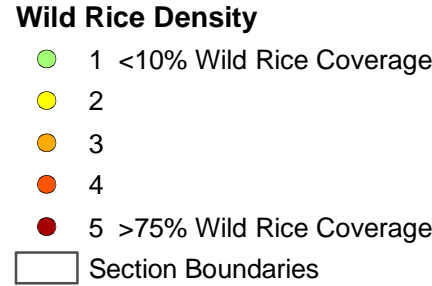 Wild Rice Density
1 <10% Wild Rice Coverage
2
3
4
5 >75% Wild Rice Coverage
Section Boundaries